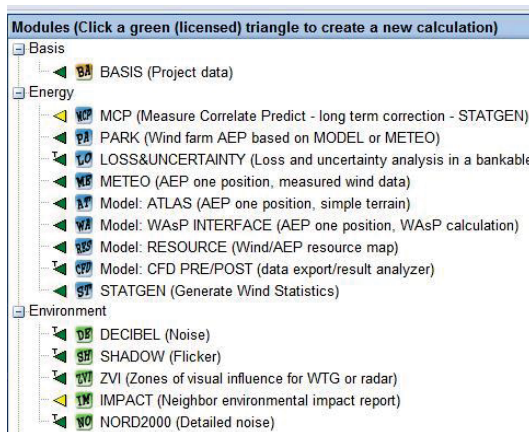 Modules (Click a green (licensed) triangle to create a new calculation)
Basis
BA BASIS (Project data)
Energy
MCP MCP (Measure Correlate Predict - long term correction - STATGEN)
PA PARK (Wind farm AEP based on MODEL or METEO)
T LO LOSS&UNCERTAINTY (Loss and uncertainty analysis in a bankable
ME METEO (AEP one position, measured wind data)
AT Model: ATLAS (AEP one position, simple terrain)
WA Model: WAsP INTERFACE (AEP one position, WAsP calculation)
RES Model: RESOURCE (Wind/AEP resource map)
T CFD Model: CFD PRE/POST (data export/result analyzer)
ST STATGEN (Generate Wind Statistics)
Environment
T DE DECIBEL (Noise)
T SH SHADOW (Flicker)
T ZVI ZVI (Zones of visual influence for WTG or radar)
IM IMPACT (Neighbor environmental impact report)
T NO NORD2000 (Detailed noise)